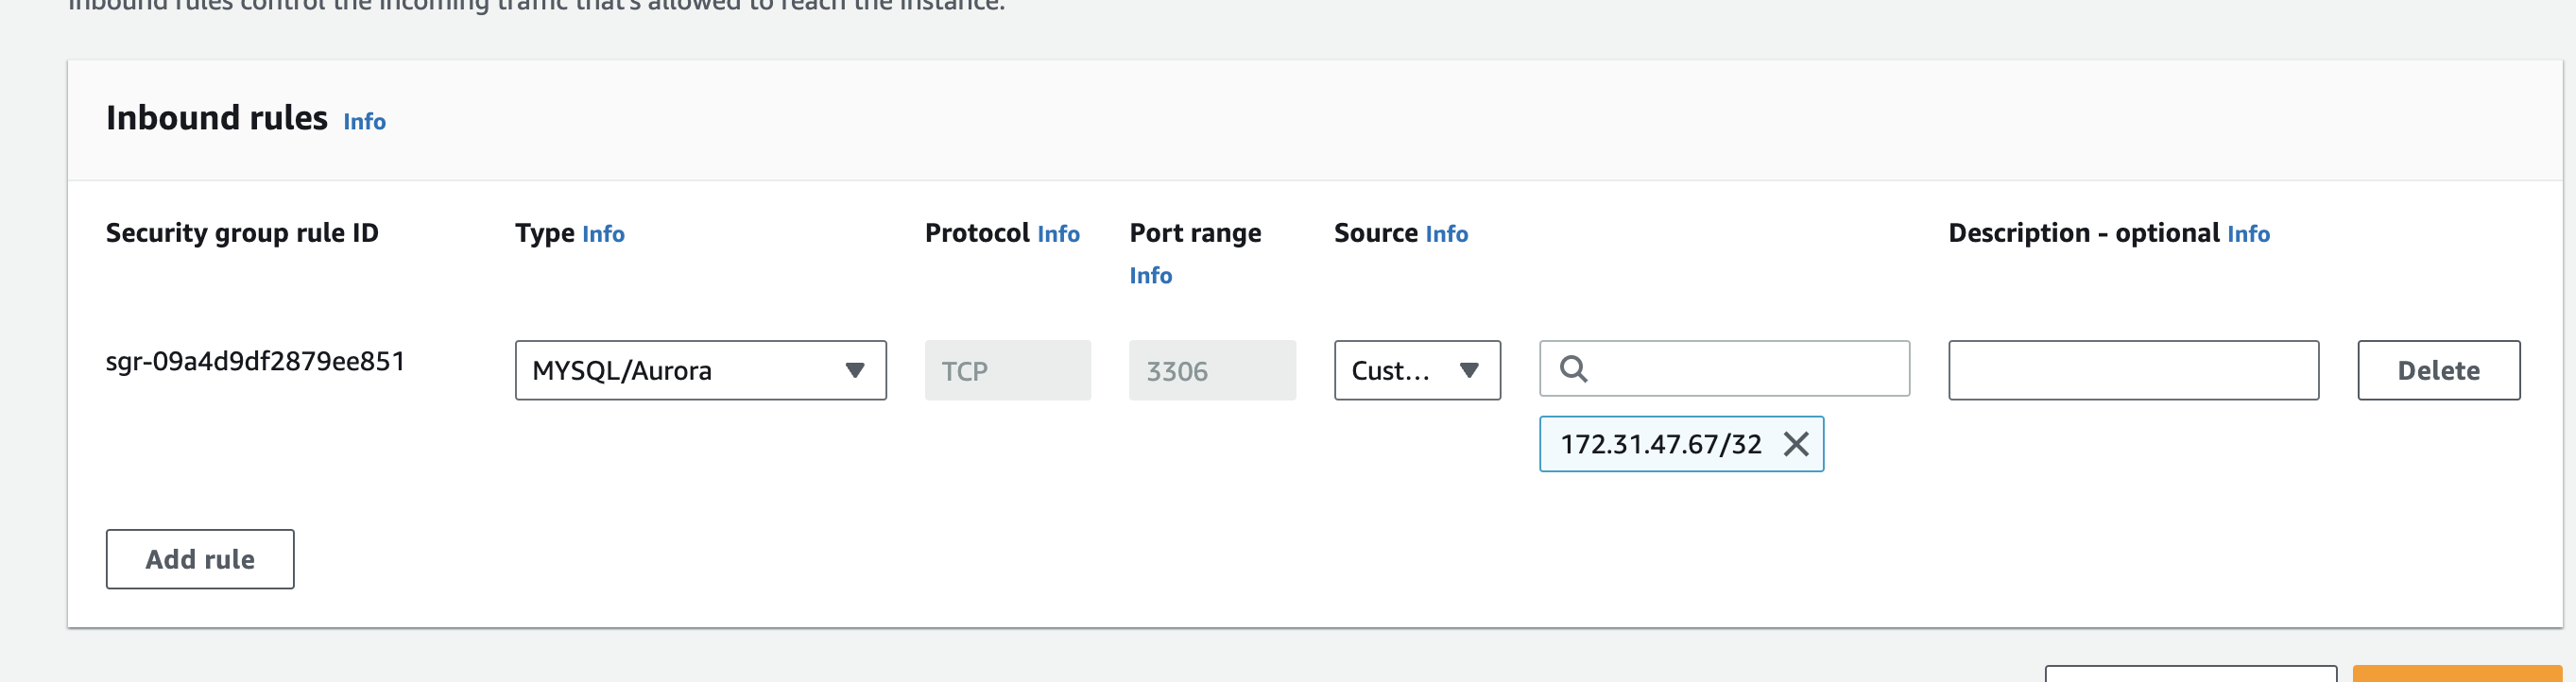 Inbound rules control the incoming traffic that's allowed to reach the instance.
Inbound rules Info
Security group rule ID Type Info Protocol Info Port range Info Source Info Description - optional Info
sgr-09a4d9df2879ee851 MYSQL/Aurora TCP 3306 Cust... Delete
172.31.47.67/32
Add rule